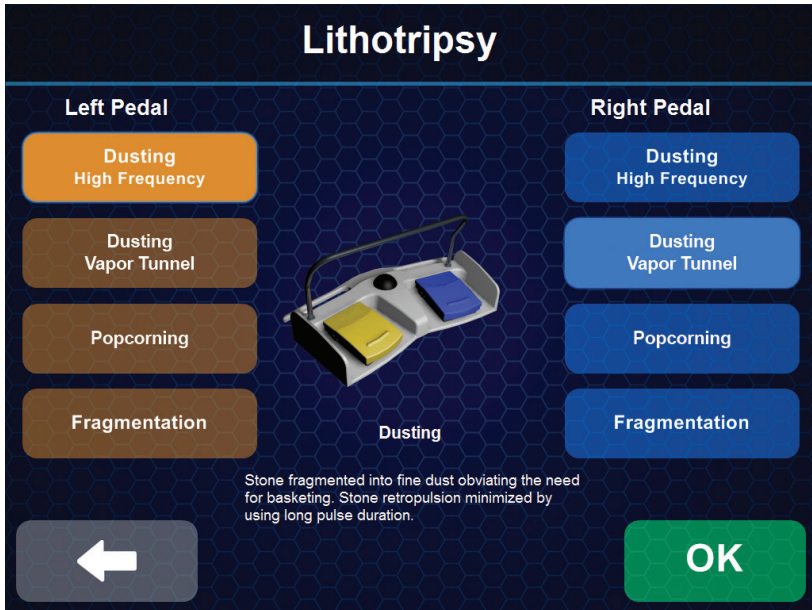 Lithotripsy
Left Pedal
Right Pedal
Dusting
High Frequency
Dusting
Vapor Tunnel
Popcorning
Fragmentation
Dusting
High Frequency
Dusting
Vapor Tunnel
Popcorning
Fragmentation
Dusting
Stone fragmented into fine dust obviating the need
for basketing. Stone retropulsion minimized by
using long pulse duration.
OK